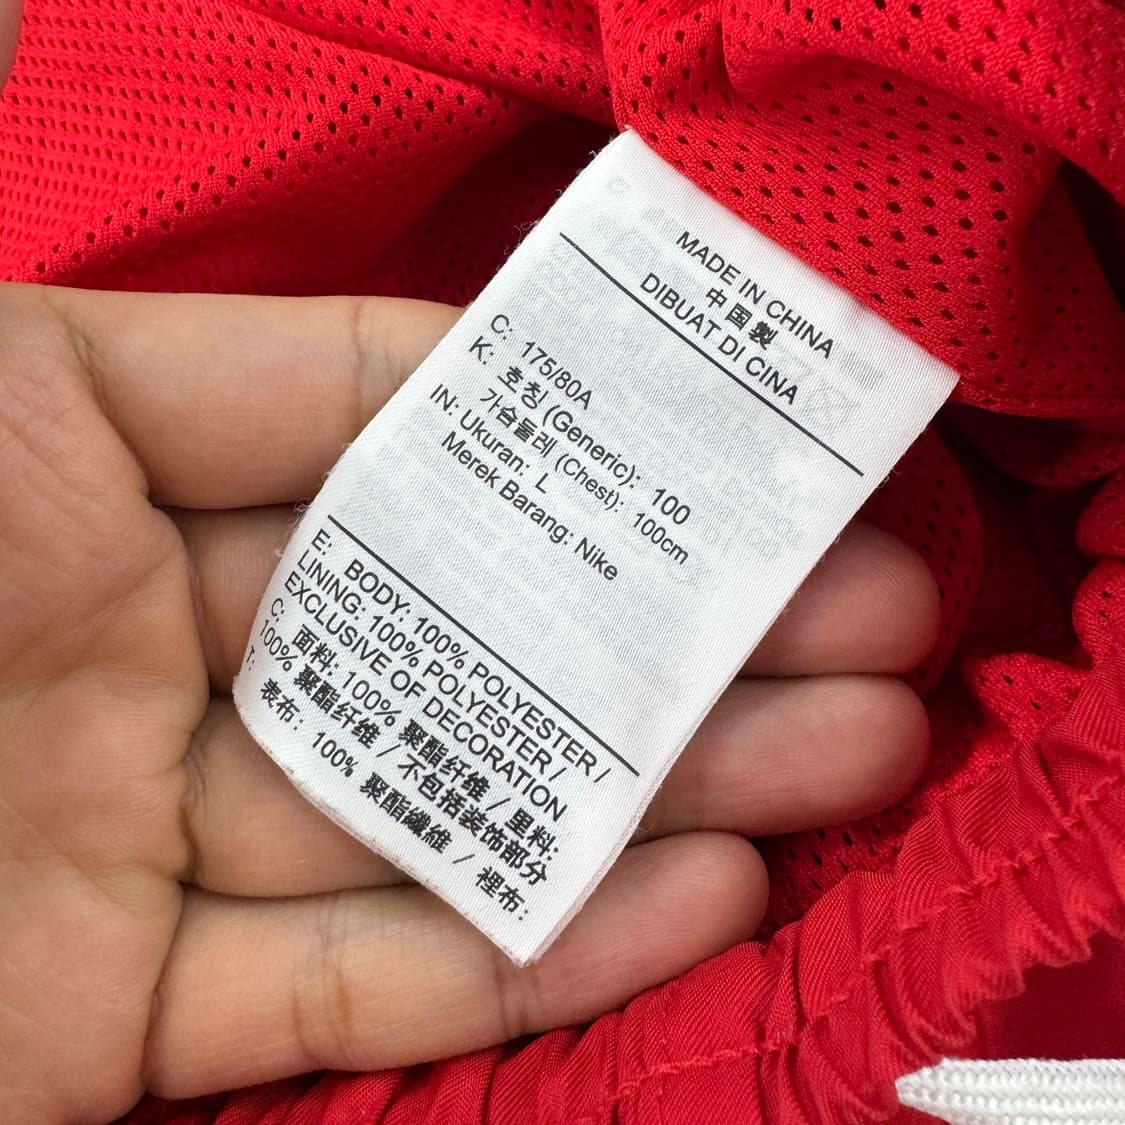 MADE IN CHINA
中国製
DIBUAT DI CINA
C: 175/80A
K: 호칭 (Generic): 100
가슴둘레 (Chest): 100cm
IN: Ukuran: L
Merek Barang: Nike
E: BODY: 100% POLYESTER /
LINING: 100% POLYESTER /
EXCLUSIVE OF DECORATION
C: 面料: 100% 聚酯纤维 / 里料:
100% 聚酯纤维 / 不包括装饰部分
T: 表布: 100% 聚酯纖維 / 裡布: